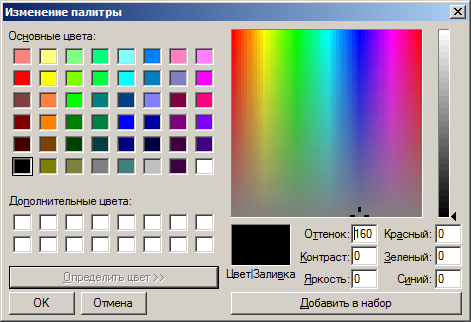 Изменение палитры
Основные цвета:
Дополнительные цвета:
Определить цвет >>
OK
Отмена
Цвет|Заливка
Оттенок: 160
Контраст: 0
Яркость: 0
Красный: 0
Зеленый: 0
Синий: 0
Добавить в набор